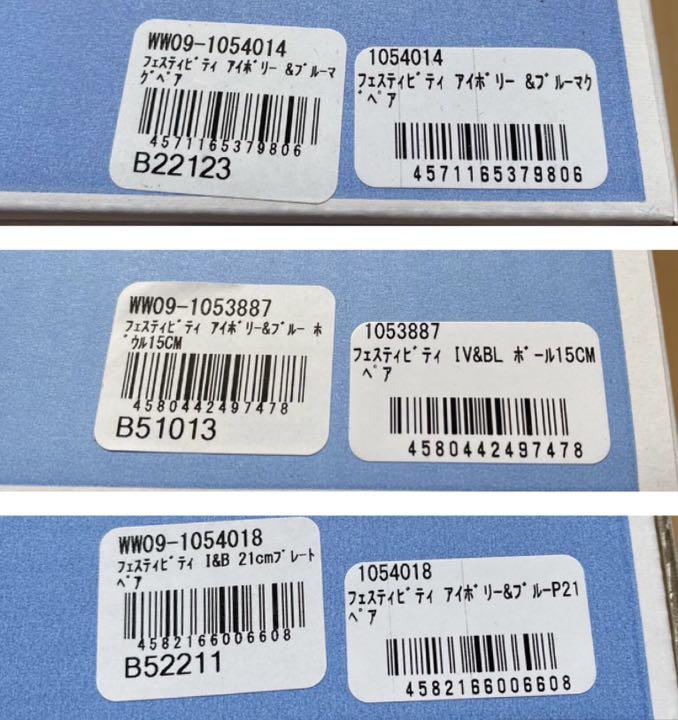 WW09-1054014
フェスティビティ アイボリー &ブルーマ
グペア
4571165379806
B22123
1054014
フェスティビティ アイボリー &ブルーマク
゛ペア
4571165379806
WW09-1053887
フェスティビティ アイボリー&ブルー ホ
゛ウル15CM
4580442497478
B51013
1053887
フェスティビティ IV&BL ボール15CM
ペア
4580442497478
WW09-1054018
フェスティビティ I&B 21cmプレート
ペア
4582166006608
B52211
1054018
フェスティビティ アイボリー&ブルーP21
ペア
4582166006608